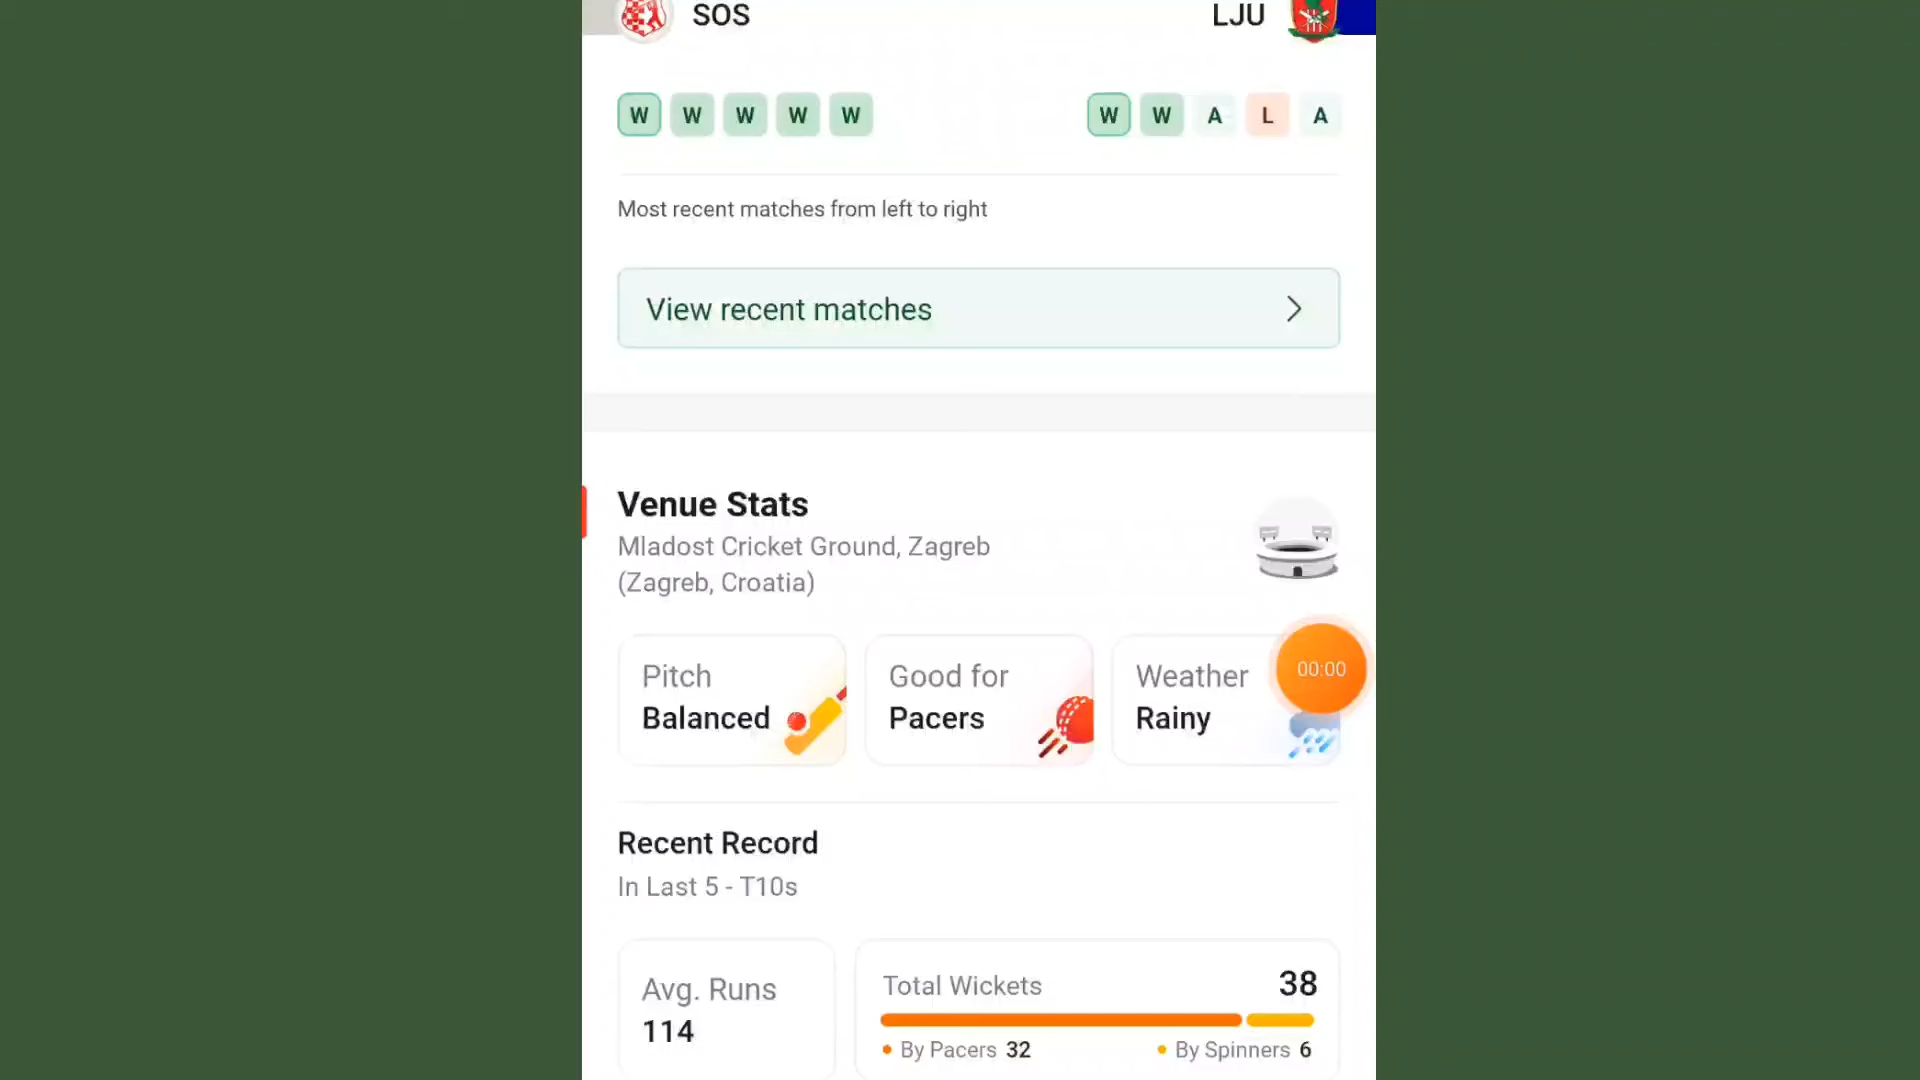 SOS LJU
W W W W W W W A L A
Most recent matches from left to right
View recent matches
Venue Stats
Mladost Cricket Ground, Zagreb
(Zagreb, Croatia)
Pitch Good for Weather 00:00
Balanced Pacers Rainy
Recent Record
In Last 5 - T10s
Avg. Runs Total Wickets 38
114
By Pacers 32 By Spinners 6